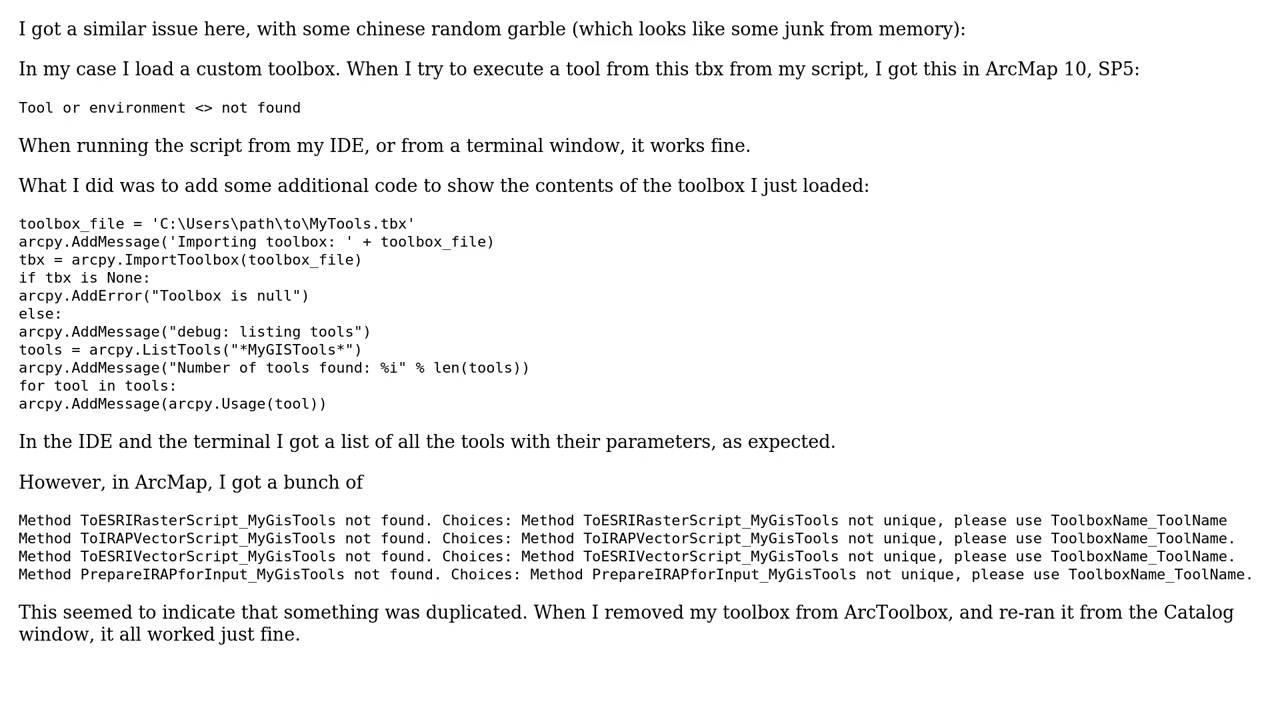 I got a similar issue here, with some chinese random garble (which looks like some junk from memory):
In my case I load a custom toolbox. When I try to execute a tool from this tbx from my script, I got this in ArcMap 10, SP5:
Tool or environment <> not found
When running the script from my IDE, or from a terminal window, it works fine.
What I did was to add some additional code to show the contents of the toolbox I just loaded:
toolbox_file = 'C:\Users\path\to\MyTools.tbx'
arcpy.AddMessage('Importing toolbox: ' + toolbox_file)
tbx = arcpy.ImportToolbox(toolbox_file)
if tbx is None:
arcpy.AddError("Toolbox is null")
else:
arcpy.AddMessage("debug: listing tools")
tools = arcpy.ListTools("*MyGISTools*")
arcpy.AddMessage("Number of tools found: %i" % len(tools))
for tool in tools:
arcpy.AddMessage(arcpy.Usage(tool))
In the IDE and the terminal I got a list of all the tools with their parameters, as expected.
However, in ArcMap, I got a bunch of
Method ToESRIRasterScript_MyGisTools not found. Choices: Method ToESRIRasterScript_MyGisTools not unique, please use ToolboxName_ToolName
Method ToIRAPVectorScript_MyGisTools not found. Choices: Method ToIRAPVectorScript_MyGisTools not unique, please use ToolboxName_ToolName.
Method ToESRIVectorScript_MyGisTools not found. Choices: Method ToESRIVectorScript_MyGisTools not unique, please use ToolboxName_ToolName.
Method PrepareIRAPforInput_MyGisTools not found. Choices: Method PrepareIRAPforInput_MyGisTools not unique, please use ToolboxName_ToolName.
This seemed to indicate that something was duplicated. When I removed my toolbox from ArcToolbox, and re-ran it from the Catalog
window, it all worked just fine.